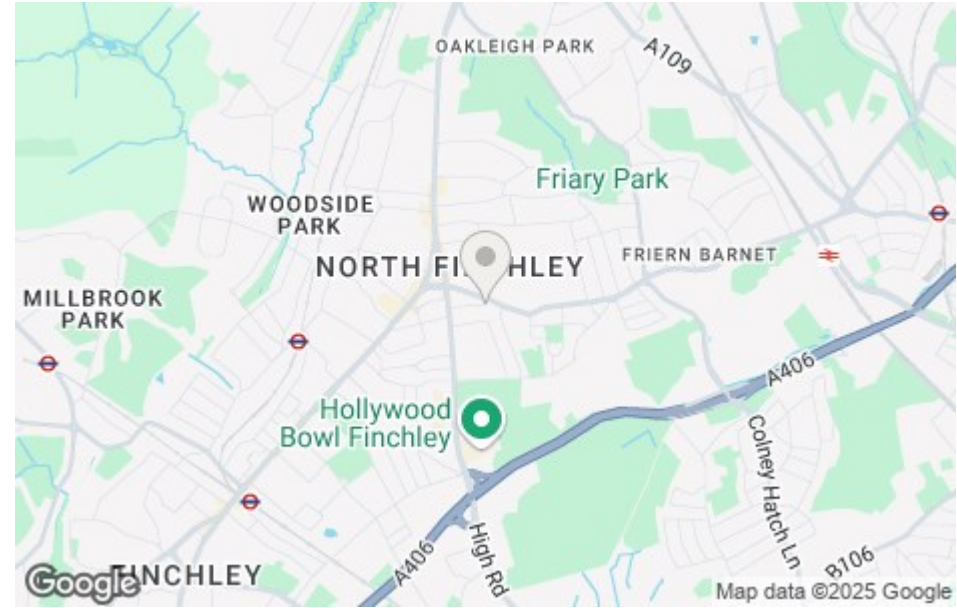 OAKLEIGH PARK
A109
Friary Park
WOODSIDE
PARK
NORTH FI
HLEY
FRIERN BARNET
MILLBROOK
PARK
A406
Hollywood
Bowl Finchley
Colney Hatch Ln
High Rd
A406
B106
Google
INCHLEY
Map data ©2025 Google